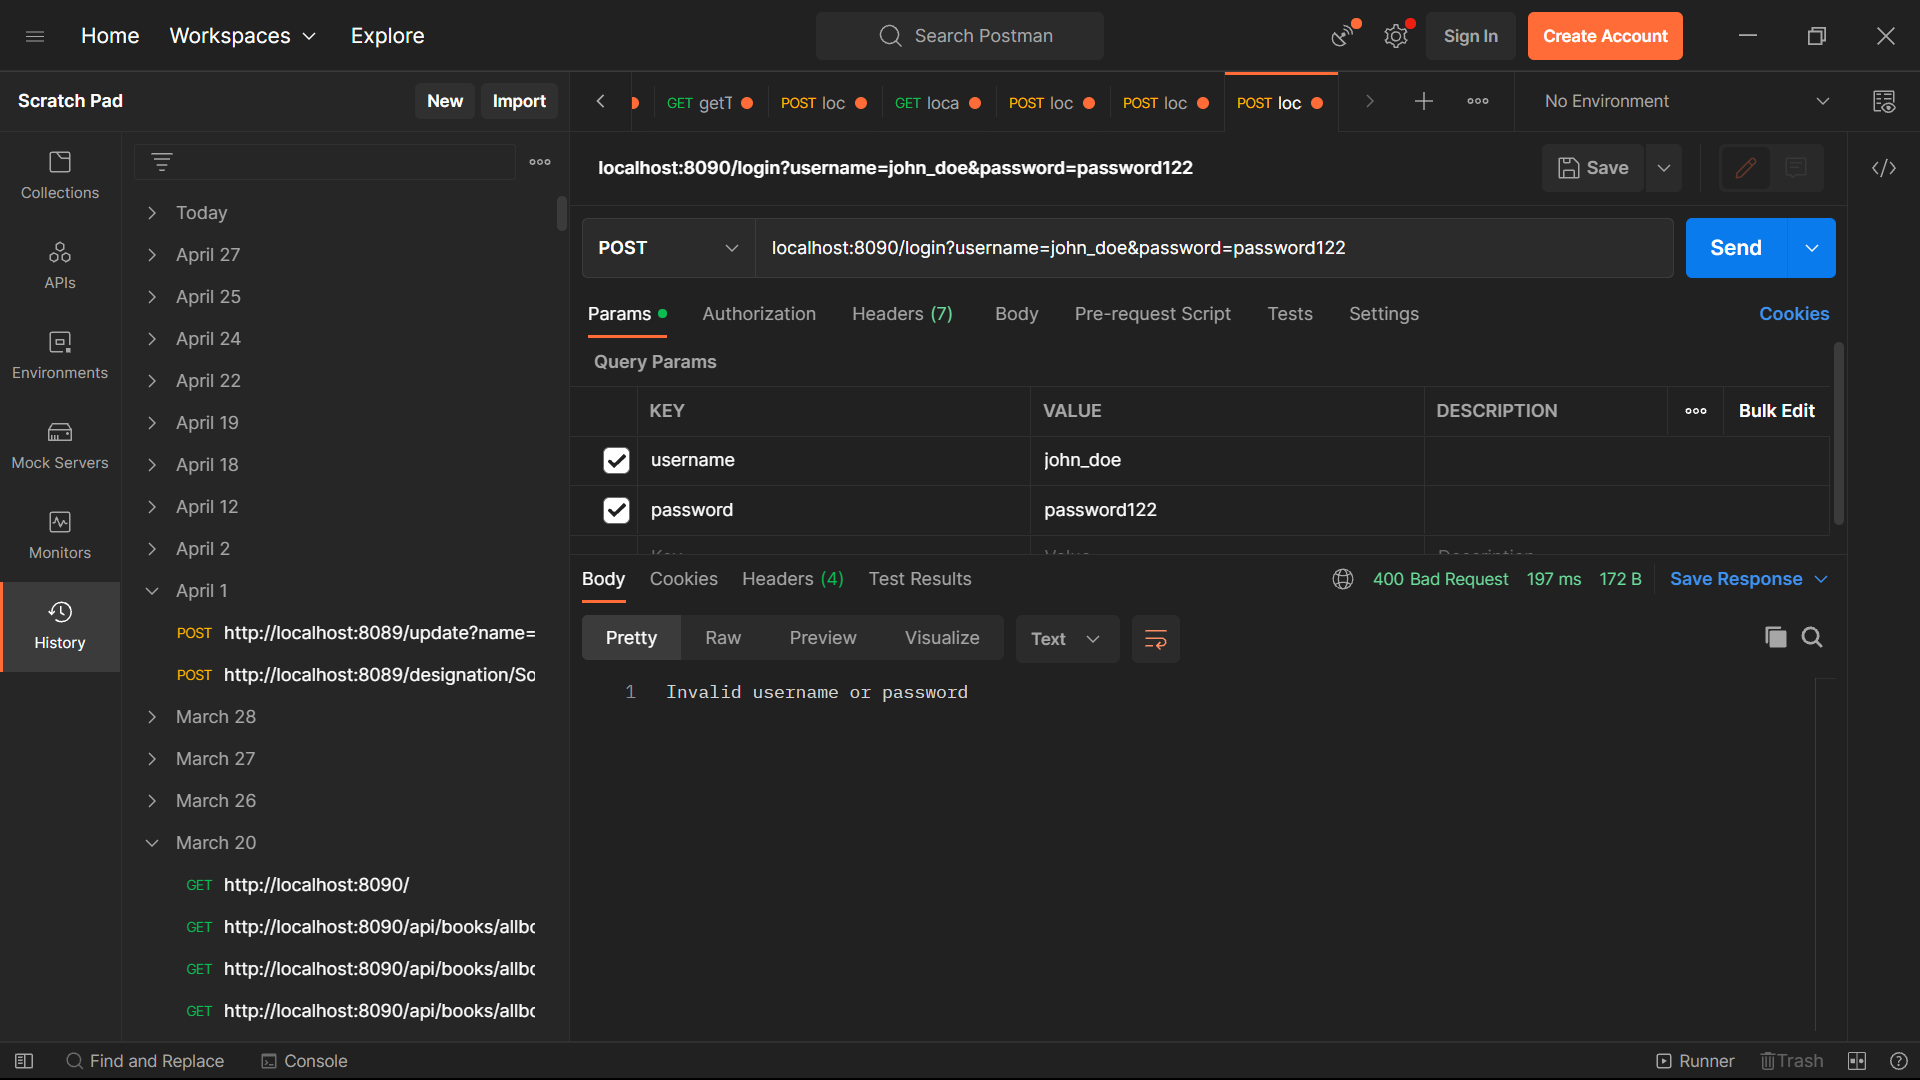 Home Workspaces Explore Search Postman Sign In Create Account
Scratch Pad New Import
GET getT POST loc GET loca POST loc POST loc POST loc No Environment
Collections
APIs
Environments
Mock Servers
Monitors
History
Today
April 27
April 25
April 24
April 22
April 19
April 18
April 12
April 2
April 1
POST http://localhost:8089/update?name=
POST http://localhost:8089/designation/So
March 28
March 27
March 26
March 20
GET http://localhost:8090/
GET http://localhost:8090/api/books/allbo
GET http://localhost:8090/api/books/allbo
GET http://localhost:8090/api/books/allbo
localhost:8090/login?username=john_doe&password=password122 Save
POST localhost:8090/login?username=john_doe&password=password122 Send
Params Authorization Headers (7) Body Pre-request Script Tests Settings Cookies
Query Params
KEY VALUE DESCRIPTION Bulk Edit
username john_doe
password password122
Key Value Description
Body Cookies Headers (4) Test Results 400 Bad Request 197 ms 172 B Save Response
Pretty Raw Preview Visualize Text
1 Invalid username or password
Find and Replace Console Runner Trash